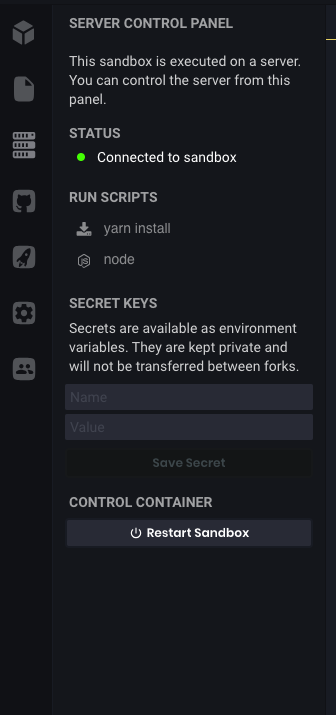 SERVER CONTROL PANEL
This sandbox is executed on a server.
You can control the server from this
panel.
STATUS
Connected to sandbox
RUN SCRIPTS
yarn install
node
SECRET KEYS
Secrets are available as environment
variables. They are kept private and
will not be transferred between forks.
Name
Value
Save Secret
CONTROL CONTAINER
Restart Sandbox